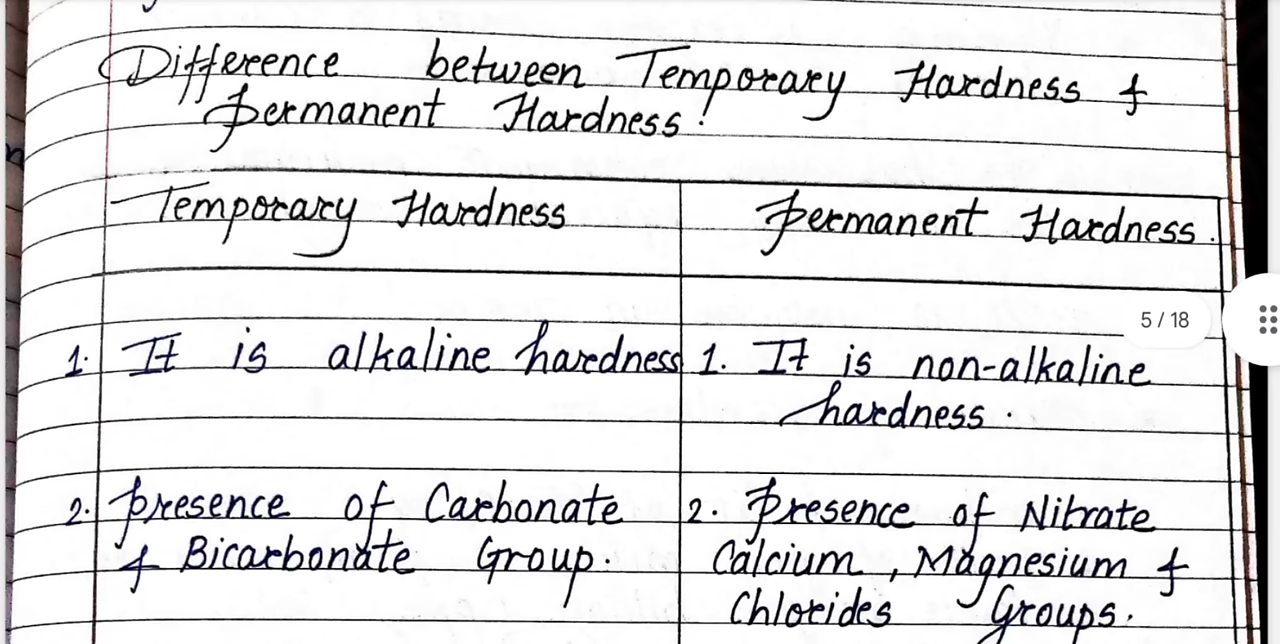 Difference between Temporary Hardness &
Permanent Hardness!
Temporary Hardness
Permanent Hardness.
5 / 18
1. It is alkaline hardness
1. It is non-alkaline
hardness.
2. Presence of Carbonate
& Bicarbonate Group.
2. Presence of Nitrate
Calcium, Magnesium &
Chlorides Groups.